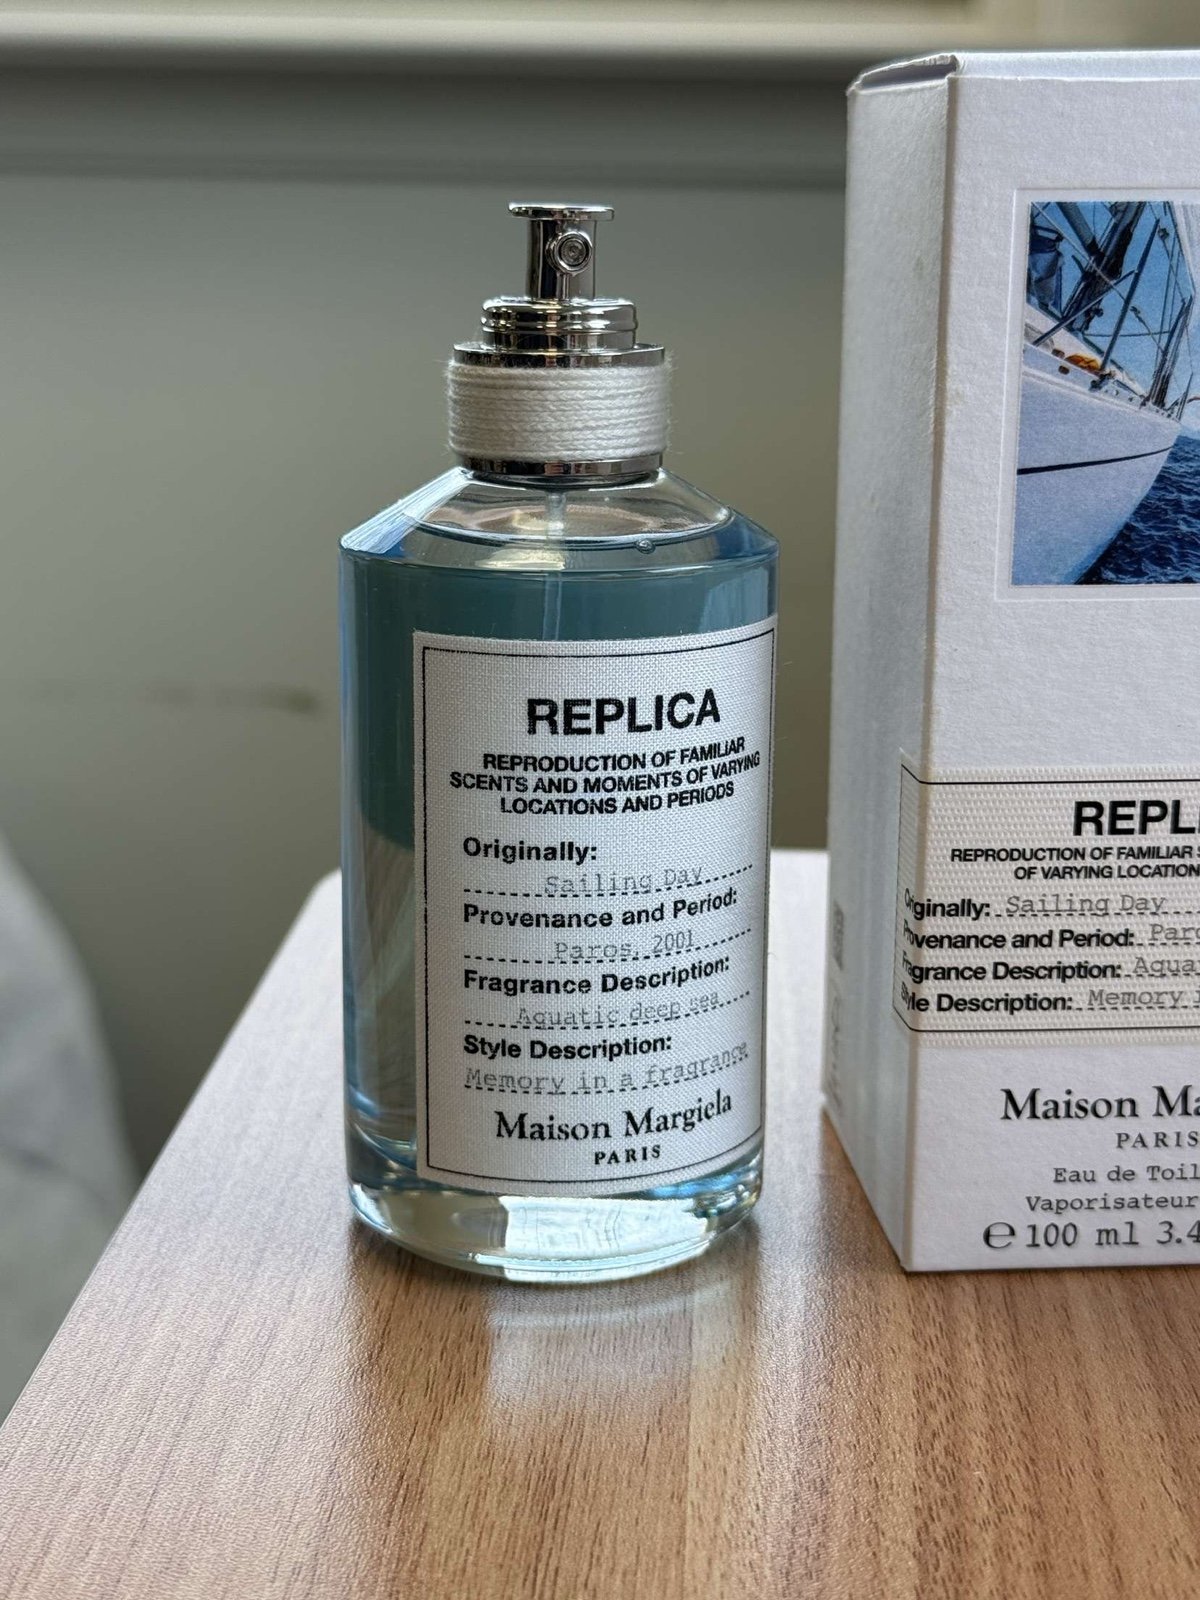 REPLICA
REPRODUCTION OF FAMILIAR
SCENTS AND MOMENTS OF VARYING
LOCATIONS AND PERIODS
Originally:
Sailing Day
Provenance and Period:
Paros, 2001
Fragrance Description:
Aquatic deep sea
Style Description:
Memory in a fragrance
Maison Margiela
PARIS
REPL
REPRODUCTION OF FAMILIAR
OF VARYING LOCATION
Originally: Sailing Day
Provenance and Period: Par
Fragrance Description: Aqua
Style Description: Memory
Maison Ma
PARIS
Eau de Toil
Vaporisateur
℮ 100 ml 3.4